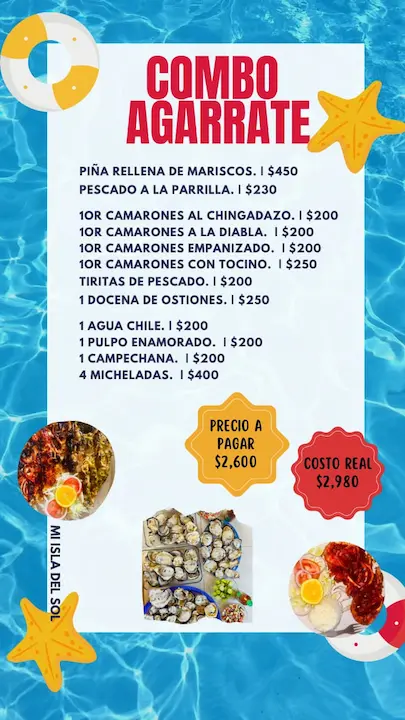 COMBO
AGARRATE
PIÑA RELLENA DE MARISCOS. | $450
PESCADO A LA PARRILLA. | $230
1OR CAMARONES AL CHINGADAZO. | $200
1OR CAMARONES A LA DIABLA. | $200
1OR CAMARONES EMPANIZADO. | $200
1OR CAMARONES CON TOCINO. | $250
TIRITAS DE PESCADO. | $200
1 DOCENA DE OSTIONES. | $250
1 AGUA CHILE. | $200
1 PULPO ENAMORADO. | $200
1 CAMPECHANA. | $200
4 MICHELADAS. | $400
PRECIO A
PAGAR
$2,600
COSTO REAL
$2,980
MI ISLA DEL SOL